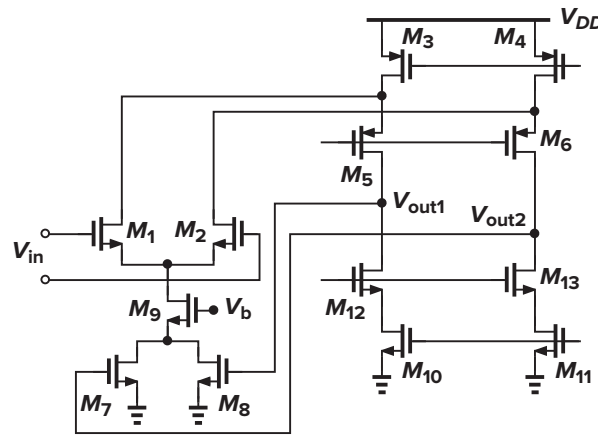 V_DD
M_3
M_4
M_5
M_6
V_out1
V_out2
M_1
M_2
V_in
M_9
V_b
M_12
M_13
M_7
M_8
M_10
M_11